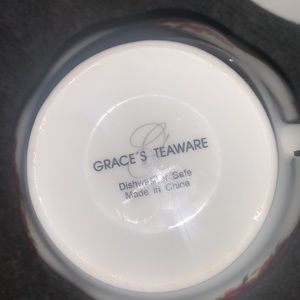 G
GRACE'S TEAWARE
Dishwasher Safe
Made in China